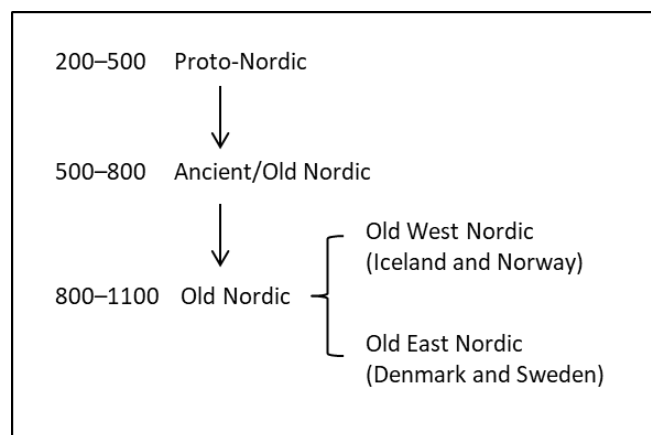 200–500 Proto-Nordic
500–800 Ancient/Old Nordic
800–1100 Old Nordic
Old West Nordic
(Iceland and Norway)
Old East Nordic
(Denmark and Sweden)